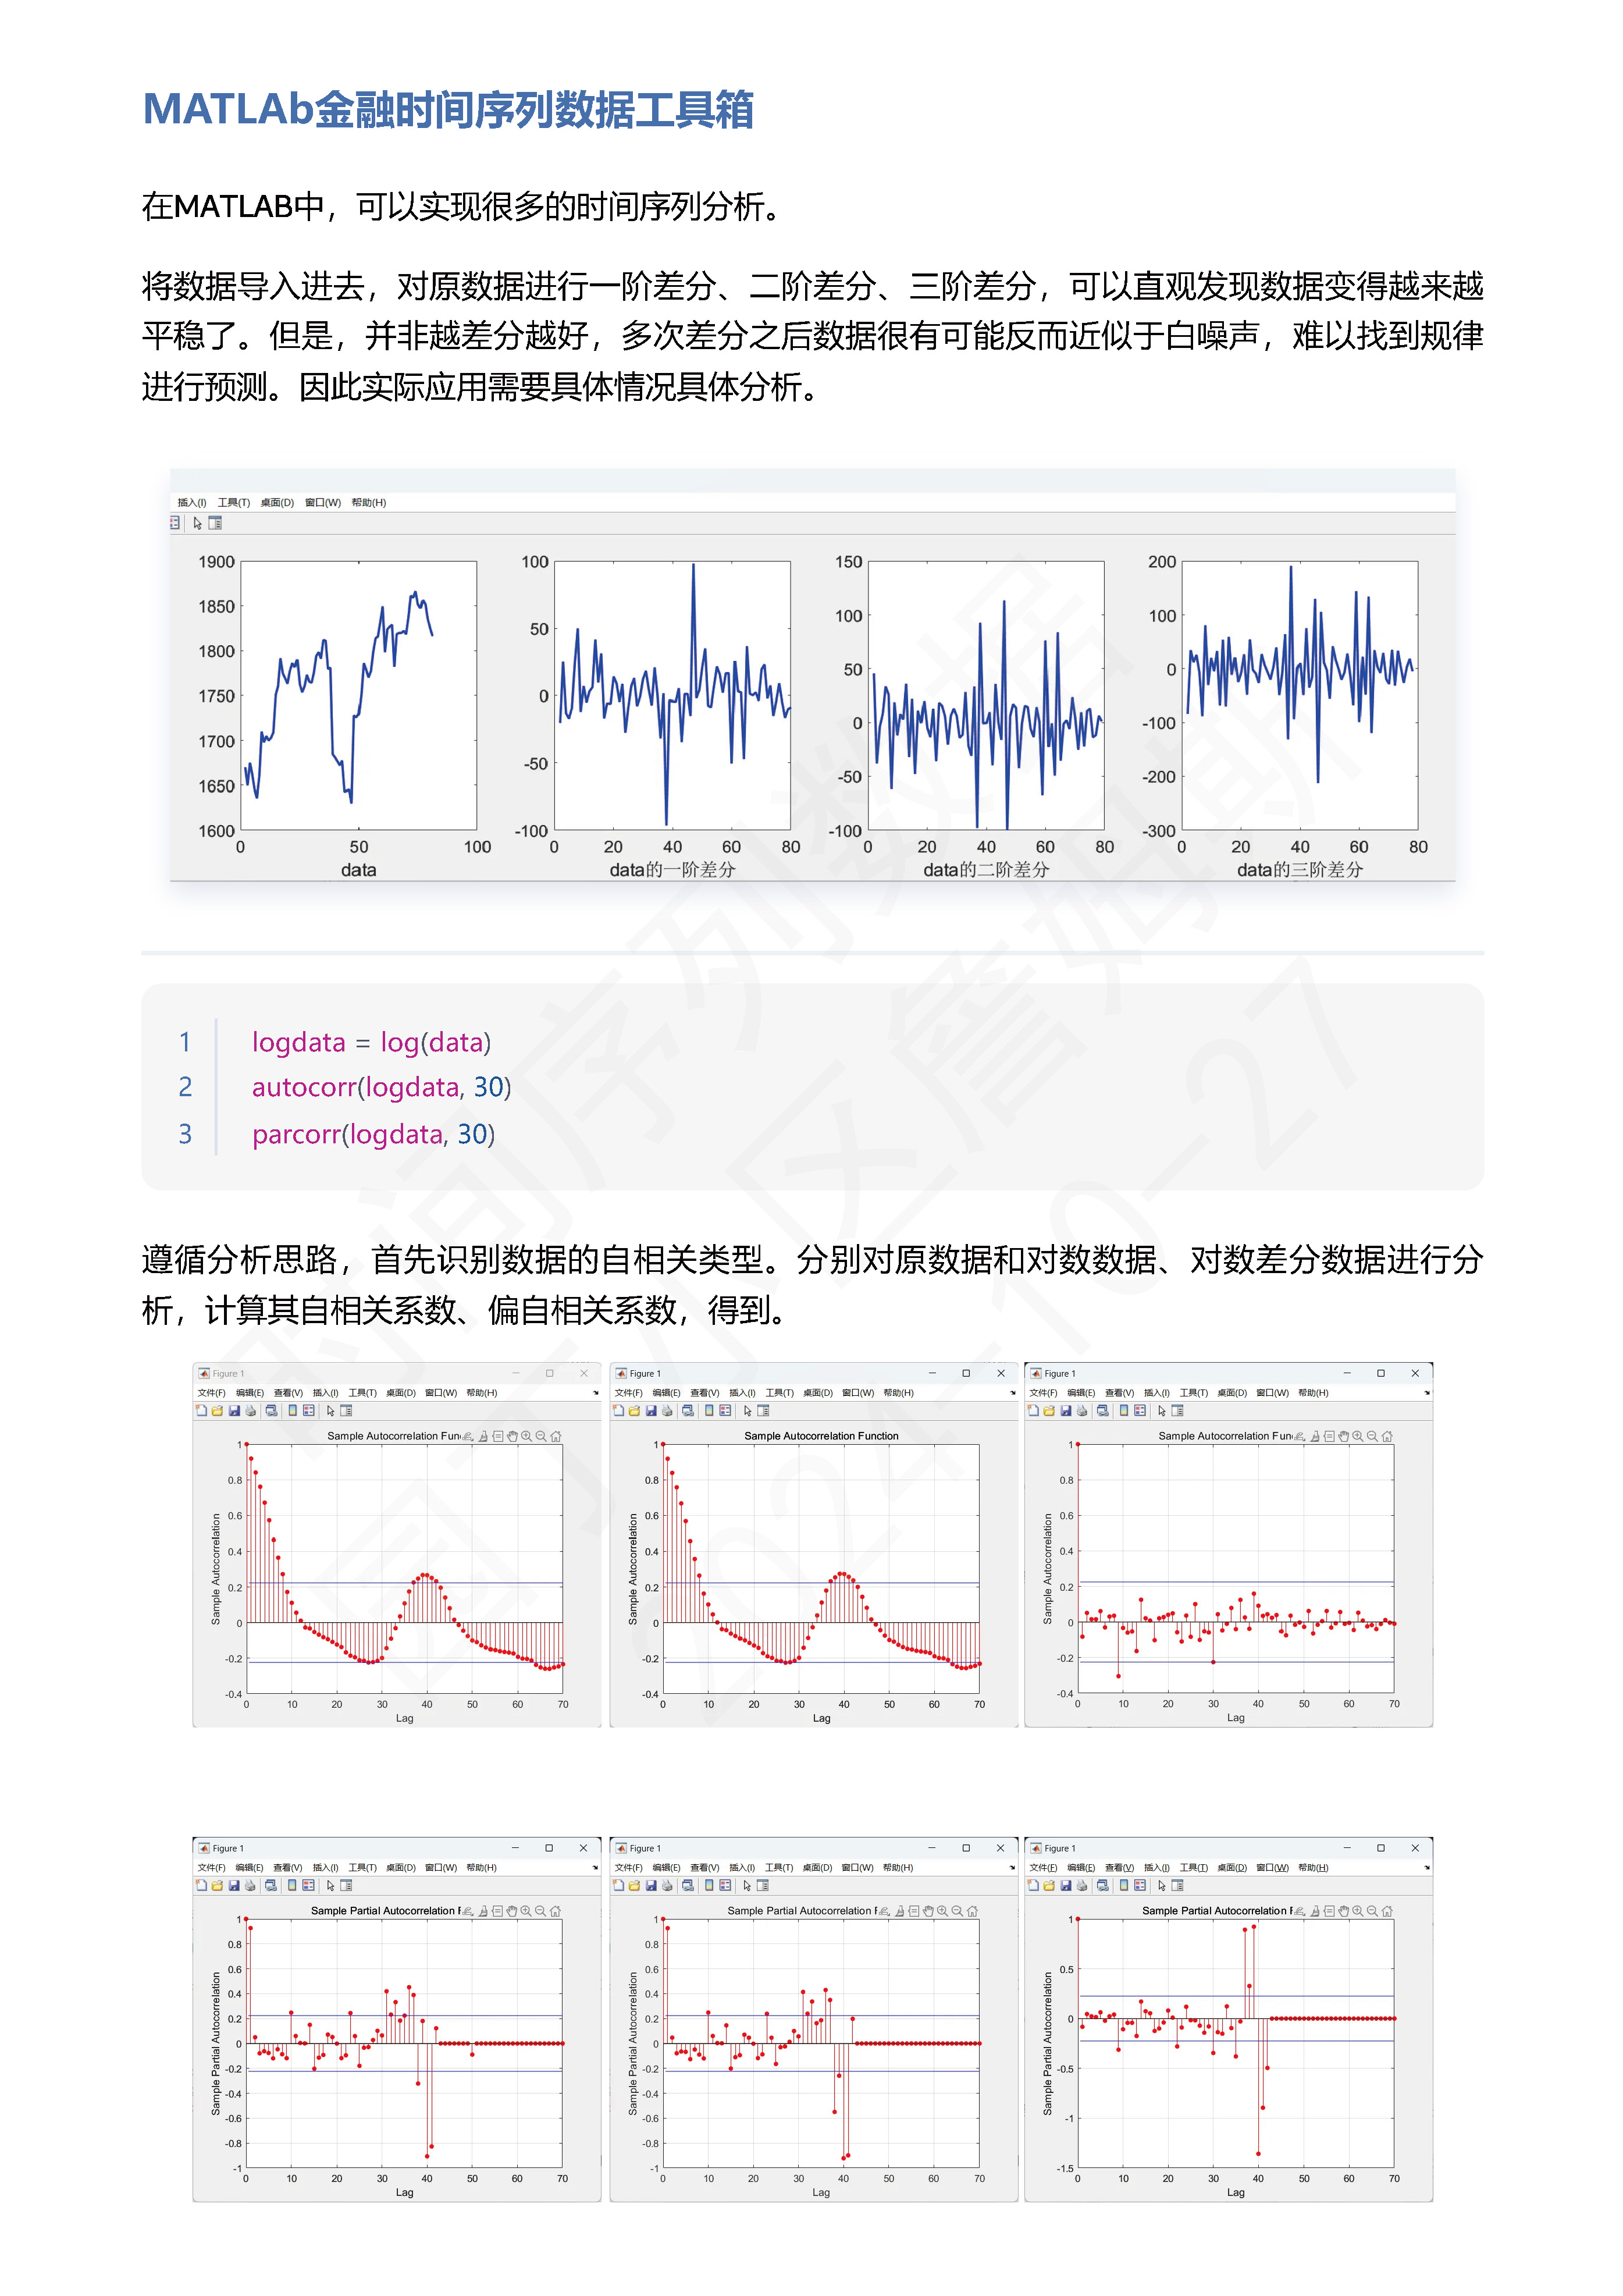 MATLAb金融时间序列数据工具箱
在MATLAB中，可以实现很多的时间序列分析。
将数据导入进去，对原数据进行一阶差分、二阶差分、三阶差分，可以直观发现数据变得越来越
平稳了。但是，并非越差分越好，多次差分之后数据很有可能反而近似于白噪声，难以找到规律
进行预测。因此实际应用需要具体情况具体分析。
插入(I) 工具(T) 桌面(D) 窗口(W) 帮助(H)
1900 1850 1800 1750 1700 1650 1600
0 50 100
data
100 50 0 -50 -100
0 20 40 60 80
data的一阶差分
150 100 50 0 -50 -100
0 20 40 60 80
data的二阶差分
200 100 0 -100 -200 -300
0 20 40 60 80
data的三阶差分
1 logdata = log(data)
2 autocorr(logdata, 30)
3 parcorr(logdata, 30)
遵循分析思路，首先识别数据的自相关类型。分别对原数据和对数数据、对数差分数据进行分
析，计算其自相关系数、偏自相关系数，得到。
Figure 1
文件(F) 编辑(E) 查看(V) 插入(I) 工具(T) 桌面(D) 窗口(W) 帮助(H)
Sample Autocorrelation Fun
Sample Autocorrelation
1 0.8 0.6 0.4 0.2 0 -0.2 -0.4
0 10 20 30 40 50 60 70
Lag
Figure 1
文件(F) 编辑(E) 查看(V) 插入(I) 工具(T) 桌面(D) 窗口(W) 帮助(H)
Sample Autocorrelation Function
Sample Autocorrelation
1 0.8 0.6 0.4 0.2 0 -0.2 -0.4
0 10 20 30 40 50 60 70
Lag
Figure 1
文件(F) 编辑(E) 查看(V) 插入(I) 工具(T) 桌面(D) 窗口(W) 帮助(H)
Sample Autocorrelation Fun
Sample Autocorrelation
1 0.8 0.6 0.4 0.2 0 -0.2 -0.4
0 10 20 30 40 50 60 70
Lag
Figure 1
文件(F) 编辑(E) 查看(V) 插入(I) 工具(T) 桌面(D) 窗口(W) 帮助(H)
Sample Partial Autocorrelation F
Sample Partial Autocorrelation
1 0.8 0.6 0.4 0.2 0 -0.2 -0.4 -0.6 -0.8 -1
0 10 20 30 40 50 60 70
Lag
Figure 1
文件(F) 编辑(E) 查看(V) 插入(I) 工具(T) 桌面(D) 窗口(W) 帮助(H)
Sample Partial Autocorrelation F
Sample Partial Autocorrelation
1 0.8 0.6 0.4 0.2 0 -0.2 -0.4 -0.6 -0.8 -1
0 10 20 30 40 50 60 70
Lag
Figure 1
文件(F) 编辑(E) 查看(V) 插入(I) 工具(T) 桌面(D) 窗口(W) 帮助(H)
Sample Partial Autocorrelation F
Sample Partial Autocorrelation
1 0.5 0 -0.5 -1 -1.5
0 10 20 30 40 50 60 70
Lag
时间序列数据
园丁小区詹姆斯
2024-10-27